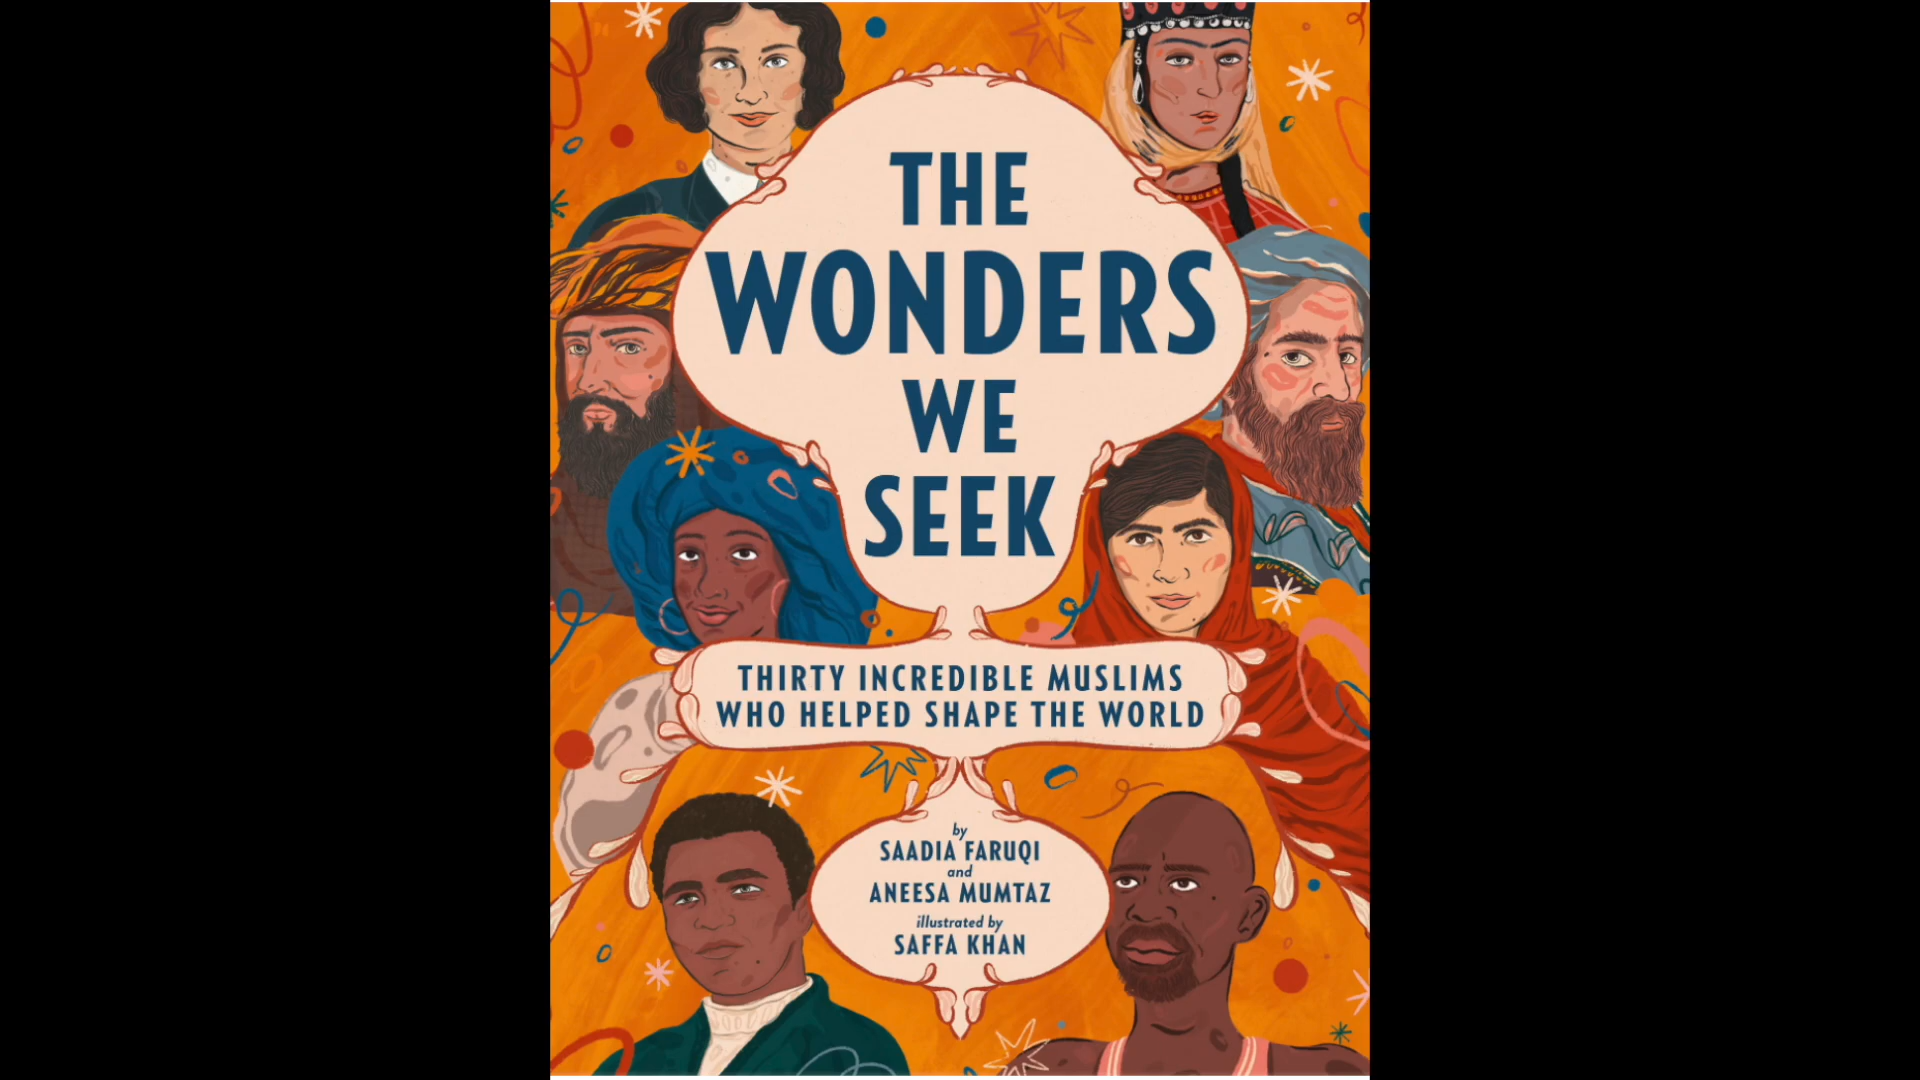 THE
WONDERS
WE
SEEK
THIRTY INCREDIBLE MUSLIMS
WHO HELPED SHAPE THE WORLD
by
SAADIA FARUQI
and
ANEESA MUMTAZ
illustrated by
SAFFA KHAN